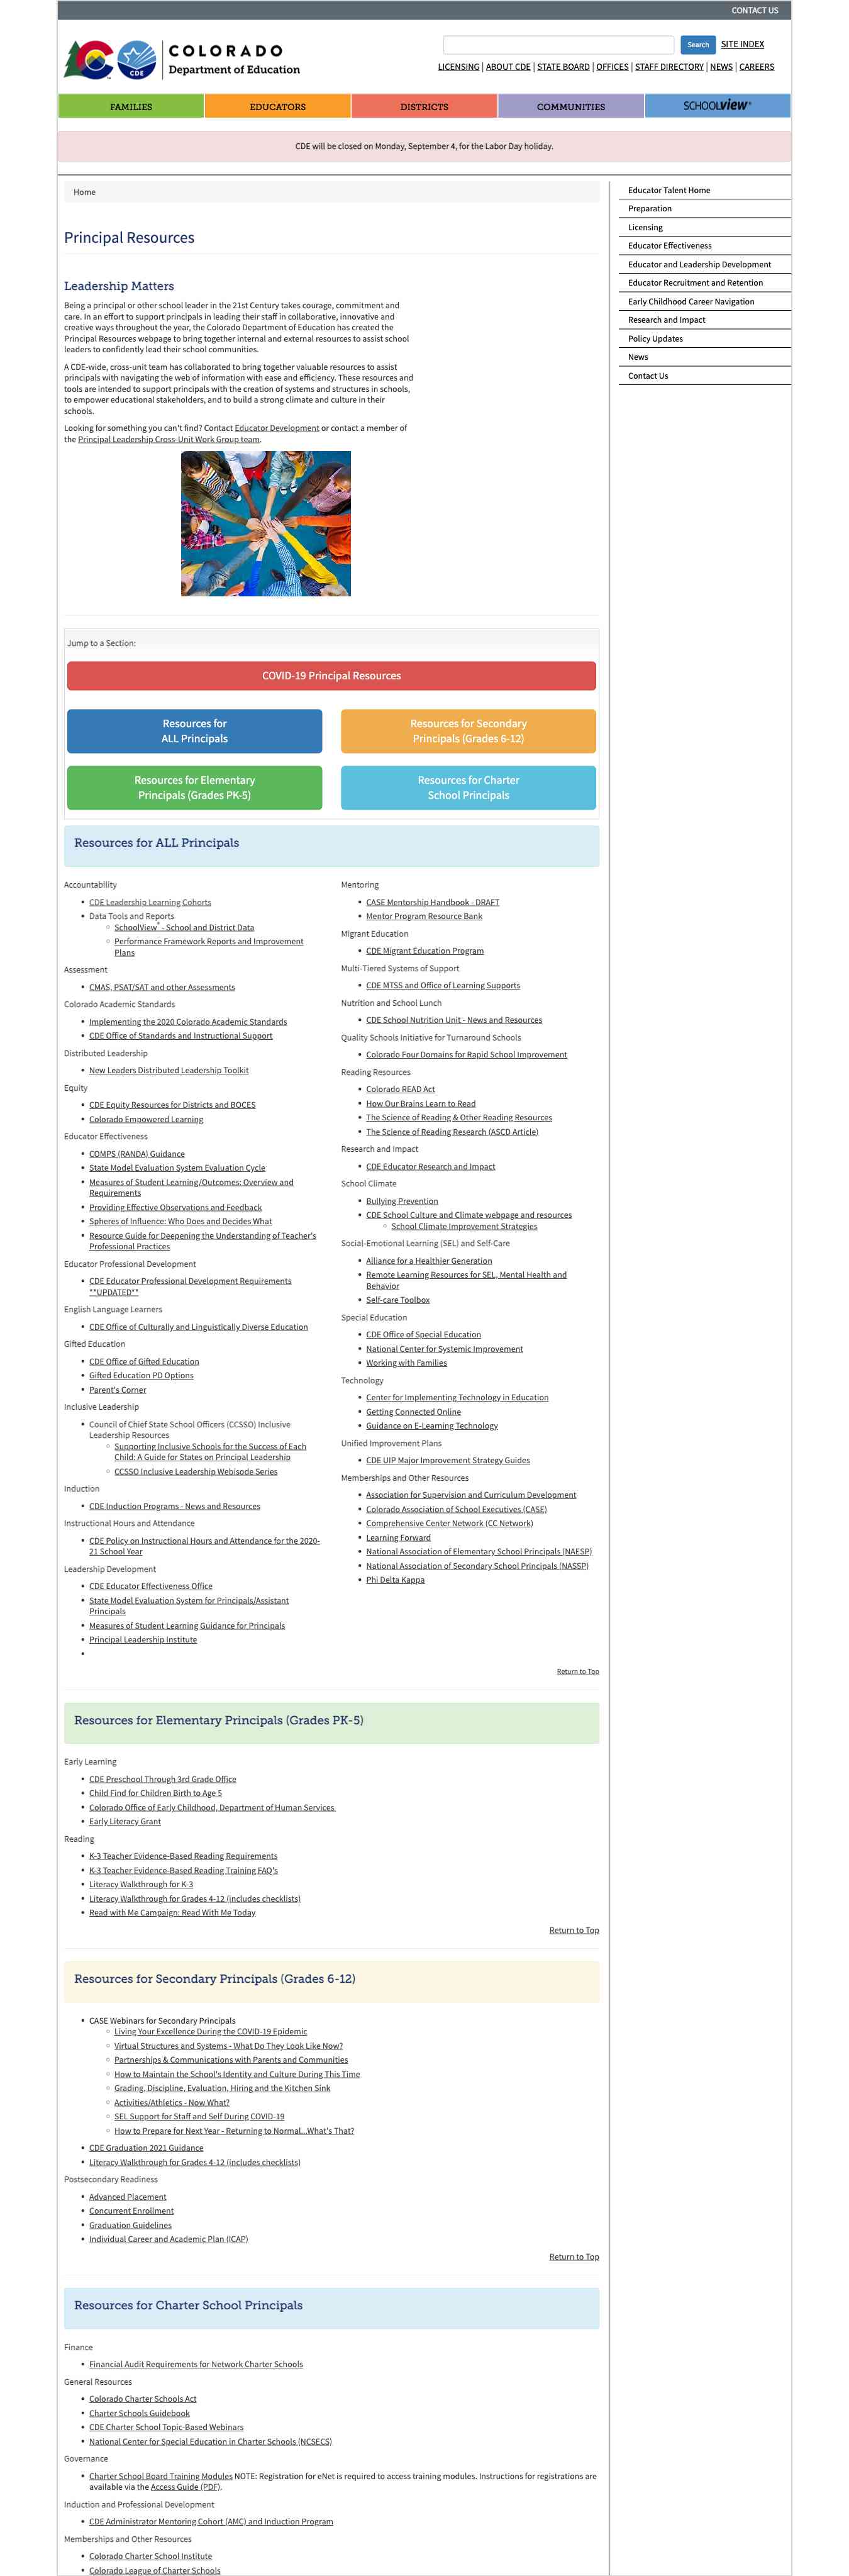 CONTACT US
COLORADO
Department of Education
CDE
Search
SITE INDEX
LICENSING | ABOUT CDE | STATE BOARD | OFFICES | STAFF DIRECTORY | NEWS | CAREERS
FAMILIES
EDUCATORS
DISTRICTS
COMMUNITIES
SCHOOLVIEW®
CDE will be closed on Monday, September 4, for the Labor Day holiday.
Home
Principal Resources
Leadership Matters
Being a principal or other school leader in the 21st Century takes courage, commitment and
care. In an effort to support principals in leading their staff in collaborative, innovative and
creative ways throughout the year, the Colorado Department of Education has created the
Principal Resources webpage to bring together internal and external resources to assist school
leaders to confidently lead their school communities.
A CDE-wide, cross-unit team has collaborated to bring together valuable resources to assist
principals with navigating the web of information with ease and efficiency. These resources and
tools are intended to support principals with the creation of systems and structures in schools,
to empower educational stakeholders, and to build a strong climate and culture in their
schools.
Looking for something you can't find? Contact Educator Development or contact a member of
the Principal Leadership Cross-Unit Work Group team.
Jump to a Section:
COVID-19 Principal Resources
Resources for
ALL Principals
Resources for Secondary
Principals (Grades 6-12)
Resources for Elementary
Principals (Grades PK-5)
Resources for Charter
School Principals
Resources for ALL Principals
Accountability
CDE Leadership Learning Cohorts
Data Tools and Reports
SchoolView® - School and District Data
Performance Framework Reports and Improvement
Plans
Assessment
CMAS, PSAT/SAT and other Assessments
Colorado Academic Standards
Implementing the 2020 Colorado Academic Standards
CDE Office of Standards and Instructional Support
Distributed Leadership
New Leaders Distributed Leadership Toolkit
Equity
CDE Equity Resources for Districts and BOCES
Colorado Empowered Learning
Educator Effectiveness
COMPS (RANDA) Guidance
State Model Evaluation System Evaluation Cycle
Measures of Student Learning/Outcomes: Overview and
Requirements
Providing Effective Observations and Feedback
Spheres of Influence: Who Does and Decides What
Resource Guide for Deepening the Understanding of Teacher's
Professional Practices
Educator Professional Development
CDE Educator Professional Development Requirements
**UPDATED**
English Language Learners
CDE Office of Culturally and Linguistically Diverse Education
Gifted Education
CDE Office of Gifted Education
Gifted Education PD Options
Parent's Corner
Inclusive Leadership
Council of Chief State School Officers (CCSSO) Inclusive
Leadership Resources
Supporting Inclusive Schools for the Success of Each
Child: A Guide for States on Principal Leadership
CCSSO Inclusive Leadership Webisode Series
Induction
CDE Induction Programs - News and Resources
Instructional Hours and Attendance
CDE Policy on Instructional Hours and Attendance for the 2020-
21 School Year
Leadership Development
CDE Educator Effectiveness Office
State Model Evaluation System for Principals/Assistant
Principals
Measures of Student Learning Guidance for Principals
Principal Leadership Institute
Mentoring
CASE Mentorship Handbook - DRAFT
Mentor Program Resource Bank
Migrant Education
CDE Migrant Education Program
Multi-Tiered Systems of Support
CDE MTSS and Office of Learning Supports
Nutrition and School Lunch
CDE School Nutrition Unit - News and Resources
Quality Schools Initiative for Turnaround Schools
Colorado Four Domains for Rapid School Improvement
Reading Resources
Colorado READ Act
How Our Brains Learn to Read
The Science of Reading & Other Reading Resources
The Science of Reading Research (ASCD Article)
Research and Impact
CDE Educator Research and Impact
School Climate
Bullying Prevention
CDE School Culture and Climate webpage and resources
School Climate Improvement Strategies
Social-Emotional Learning (SEL) and Self-Care
Alliance for a Healthier Generation
Remote Learning Resources for SEL, Mental Health and
Behavior
Self-care Toolbox
Special Education
CDE Office of Special Education
National Center for Systemic Improvement
Working with Families
Technology
Center for Implementing Technology in Education
Getting Connected Online
Guidance on E-Learning Technology
Unified Improvement Plans
CDE UIP Major Improvement Strategy Guides
Memberships and Other Resources
Association for Supervision and Curriculum Development
Colorado Association of School Executives (CASE)
Comprehensive Center Network (CC Network)
Learning Forward
National Association of Elementary School Principals (NAESP)
National Association of Secondary School Principals (NASSP)
Phi Delta Kappa
Return to Top
Resources for Elementary Principals (Grades PK-5)
Early Learning
CDE Preschool Through 3rd Grade Office
Child Find for Children Birth to Age 5
Colorado Office of Early Childhood, Department of Human Services
Early Literacy Grant
Reading
K-3 Teacher Evidence-Based Reading Requirements
K-3 Teacher Evidence-Based Reading Training FAQ's
Literacy Walkthrough for K-3
Literacy Walkthrough for Grades 4-12 (includes checklists)
Read with Me Campaign: Read With Me Today
Return to Top
Resources for Secondary Principals (Grades 6-12)
CASE Webinars for Secondary Principals
Living Your Excellence During the COVID-19 Epidemic
Virtual Structures and Systems - What Do They Look Like Now?
Partnerships & Communications with Parents and Communities
How to Maintain the School's Identity and Culture During This Time
Grading, Discipline, Evaluation, Hiring and the Kitchen Sink
Activities/Athletics - Now What?
SEL Support for Staff and Self During COVID-19
How to Prepare for Next Year - Returning to Normal...What's That?
CDE Graduation 2021 Guidance
Literacy Walkthrough for Grades 4-12 (includes checklists)
Postsecondary Readiness
Advanced Placement
Concurrent Enrollment
Graduation Guidelines
Individual Career and Academic Plan (ICAP)
Return to Top
Resources for Charter School Principals
Finance
Financial Audit Requirements for Network Charter Schools
General Resources
Colorado Charter Schools Act
Charter Schools Guidebook
CDE Charter School Topic-Based Webinars
National Center for Special Education in Charter Schools (NCSECS)
Governance
Charter School Board Training Modules NOTE: Registration for eNet is required to access training modules. Instructions for registrations are
available via the Access Guide (PDF).
Induction and Professional Development
CDE Administrator Mentoring Cohort (AMC) and Induction Program
Memberships and Other Resources
Colorado Charter School Institute
Colorado League of Charter Schools
Educator Talent Home
Preparation
Licensing
Educator Effectiveness
Educator and Leadership Development
Educator Recruitment and Retention
Early Childhood Career Navigation
Research and Impact
Policy Updates
News
Contact Us